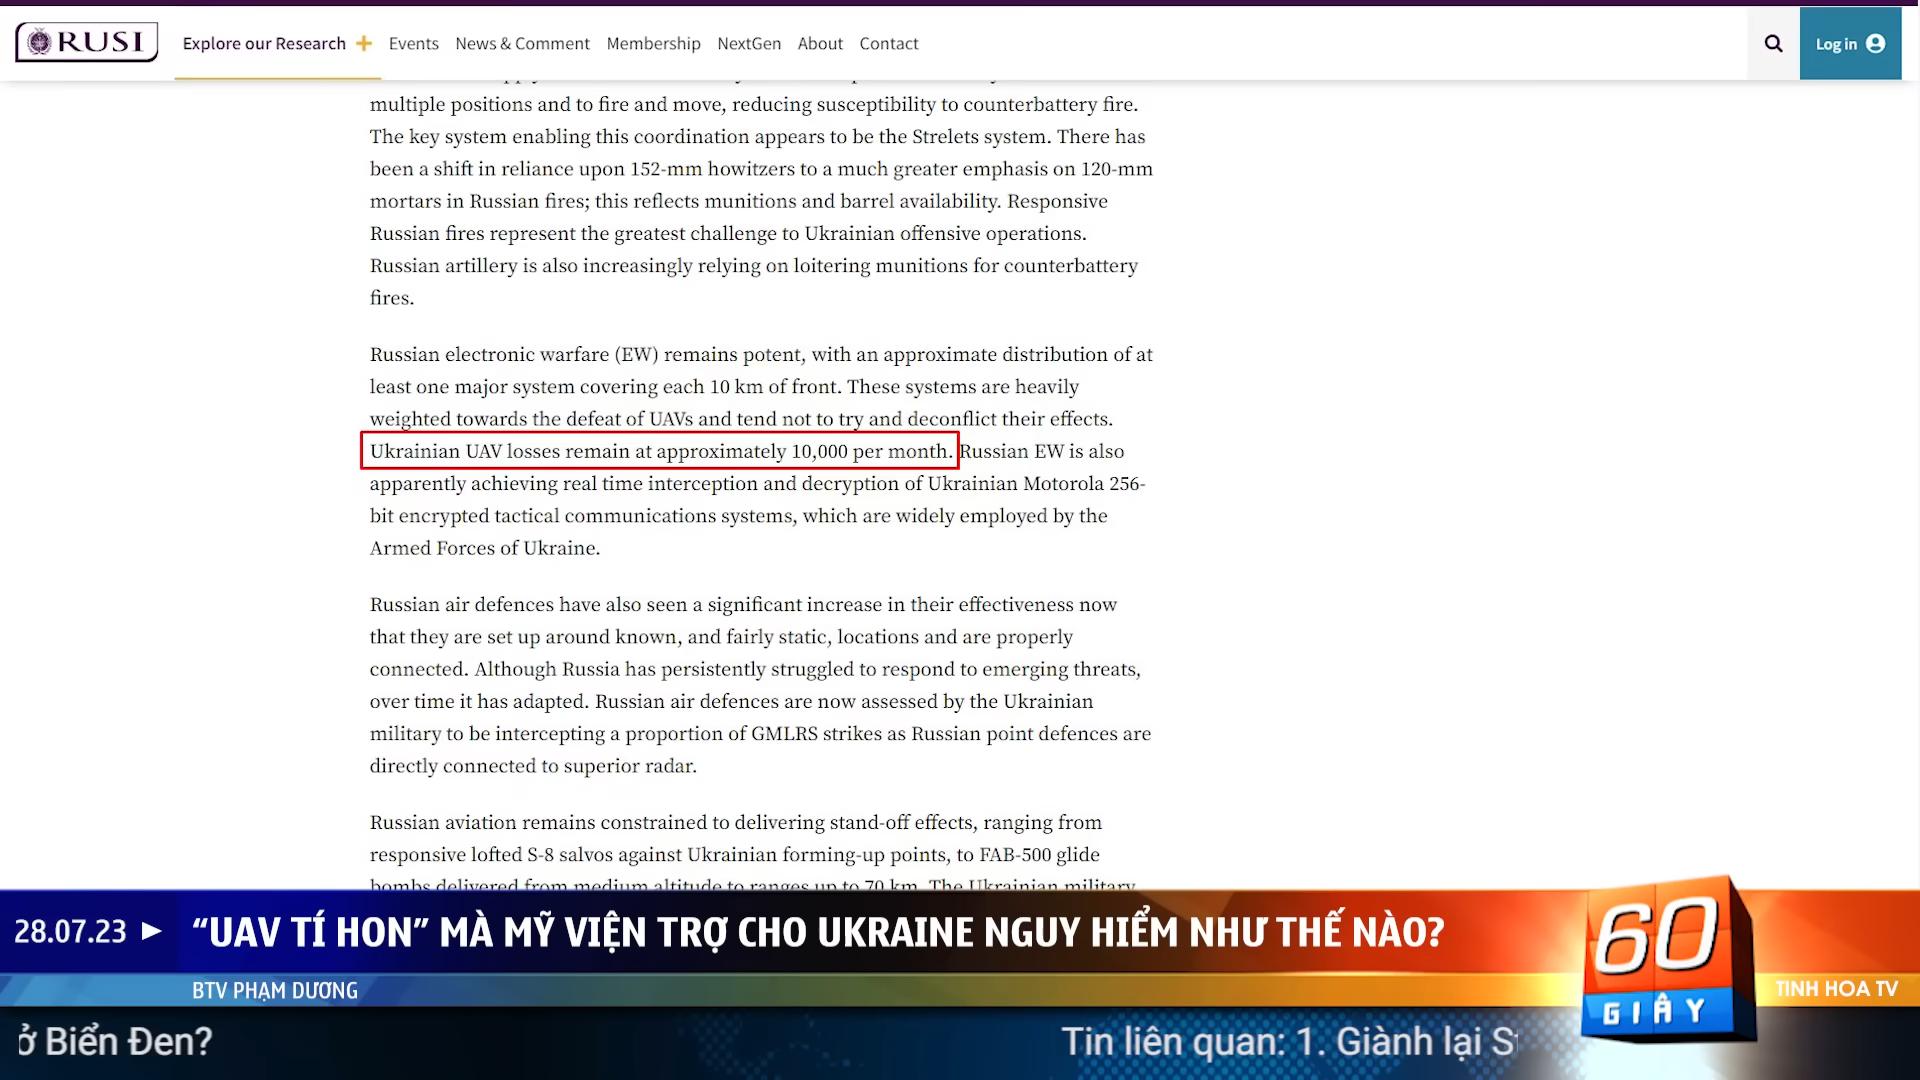 RUSI
Explore our Research + Events News & Comment Membership NextGen About Contact
Log in
multiple positions and to fire and move, reducing susceptibility to counterbattery fire.
The key system enabling this coordination appears to be the Strelets system. There has
been a shift in reliance upon 152-mm howitzers to a much greater emphasis on 120-mm
mortars in Russian fires; this reflects munitions and barrel availability. Responsive
Russian fires represent the greatest challenge to Ukrainian offensive operations.
Russian artillery is also increasingly relying on loitering munitions for counterbattery
fires.
Russian electronic warfare (EW) remains potent, with an approximate distribution of at
least one major system covering each 10 km of front. These systems are heavily
weighted towards the defeat of UAVs and tend not to try and deconflict their effects.
Ukrainian UAV losses remain at approximately 10,000 per month. Russian EW is also
apparently achieving real time interception and decryption of Ukrainian Motorola 256-
bit encrypted tactical communications systems, which are widely employed by the
Armed Forces of Ukraine.
Russian air defences have also seen a significant increase in their effectiveness now
that they are set up around known, and fairly static, locations and are properly
connected. Although Russia has persistently struggled to respond to emerging threats,
over time it has adapted. Russian air defences are now assessed by the Ukrainian
military to be intercepting a proportion of GMLRS strikes as Russian point defences are
directly connected to superior radar.
Russian aviation remains constrained to delivering stand-off effects, ranging from
responsive lofted S-8 salvos against Ukrainian forming-up points, to FAB-500 glide
bombs delivered from medium altitude to ranges up to 70 km. The Ukrainian military
28.07.23 ► “UAV TÍ HON” MÀ MỸ VIỆN TRỢ CHO UKRAINE NGUY HIỂM NHƯ THẾ NÀO?
BTV PHẠM DƯƠNG
60
GIÂY
TINH HOA TV
ở Biển Đen? Tin liên quan: 1. Giành lại